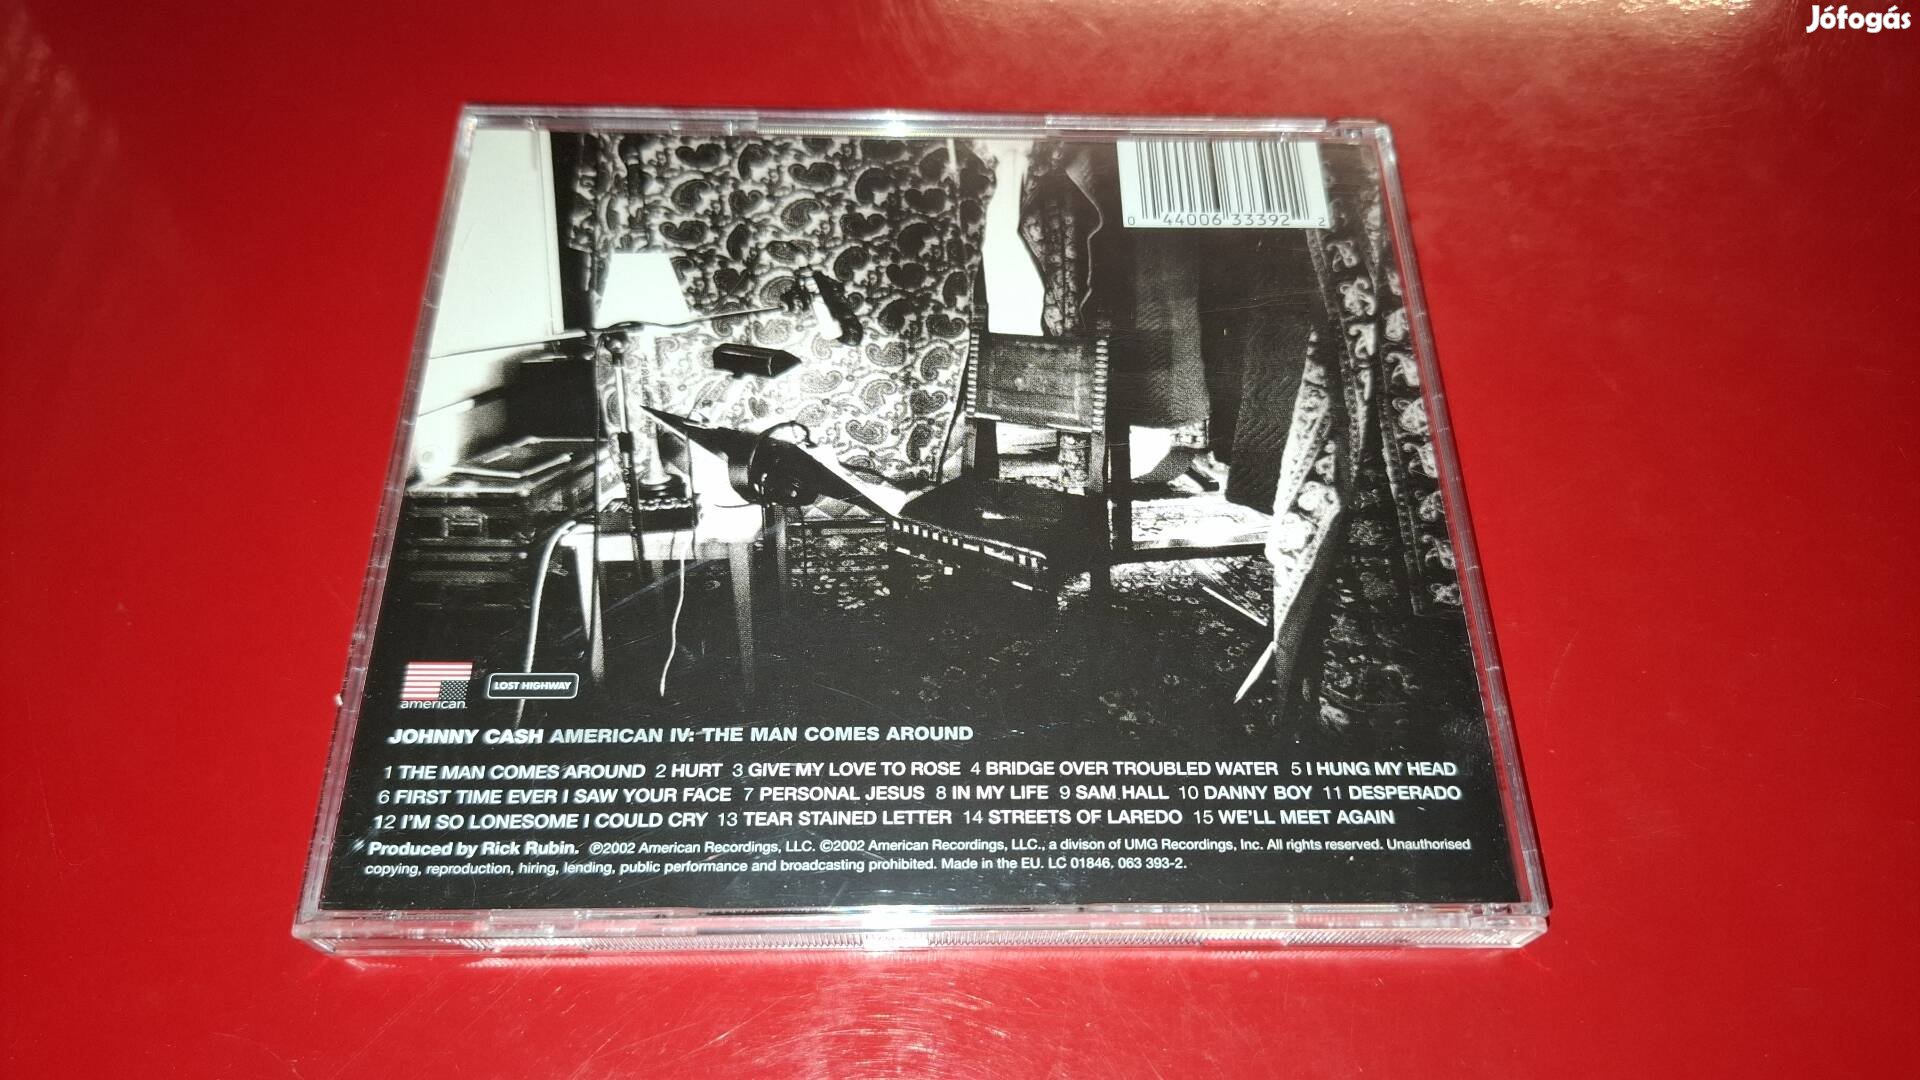 Jófogás
0 44006 33392 2
american.
LOST HIGHWAY
JOHNNY CASH AMERICAN IV: THE MAN COMES AROUND
1 THE MAN COMES AROUND 2 HURT 3 GIVE MY LOVE TO ROSE 4 BRIDGE OVER TROUBLED WATER 5 I HUNG MY HEAD
6 FIRST TIME EVER I SAW YOUR FACE 7 PERSONAL JESUS 8 IN MY LIFE 9 SAM HALL 10 DANNY BOY 11 DESPERADO
12 I'M SO LONESOME I COULD CRY 13 TEAR STAINED LETTER 14 STREETS OF LAREDO 15 WE'LL MEET AGAIN
Produced by Rick Rubin. ℗2002 American Recordings, LLC. ©2002 American Recordings, LLC., a divison of UMG Recordings, Inc. All rights reserved. Unauthorised
copying, reproduction, hiring, lending, public performance and broadcasting prohibited. Made in the EU. LC 01846. 063 393-2.